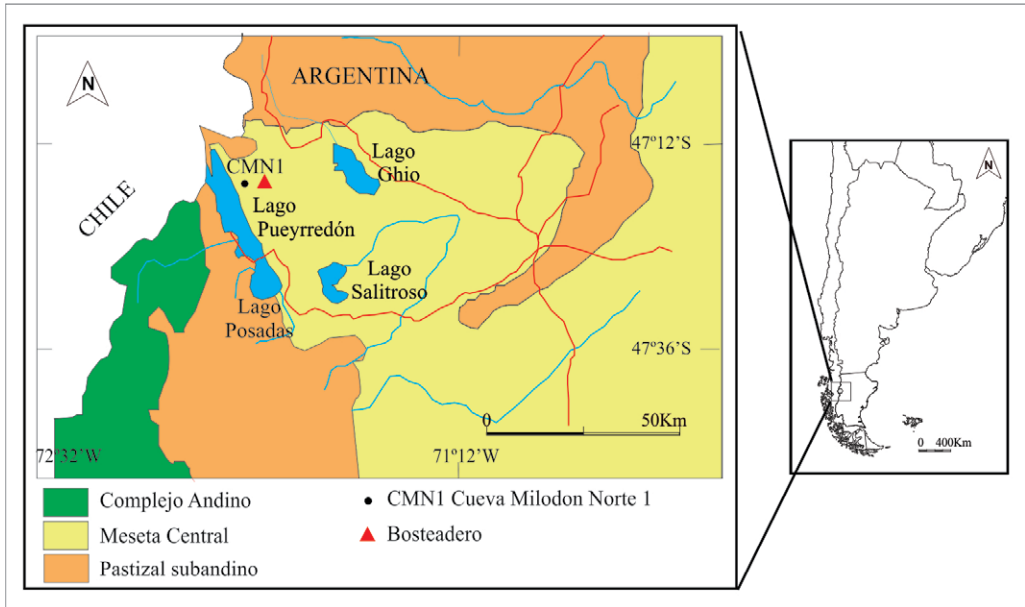 N
ARGENTINA
47º12'S
Lago
Ghio
CMN1
Lago
Pueyrredón
CHILE
Lago
Salitroso
Lago
Posadas
47º36'S
0 50Km
72º32'W
71º12'W
Complejo Andino
Meseta Central
Pastizal subandino
CMN1 Cueva Milodon Norte 1
Bosteadero
N
0 400Km